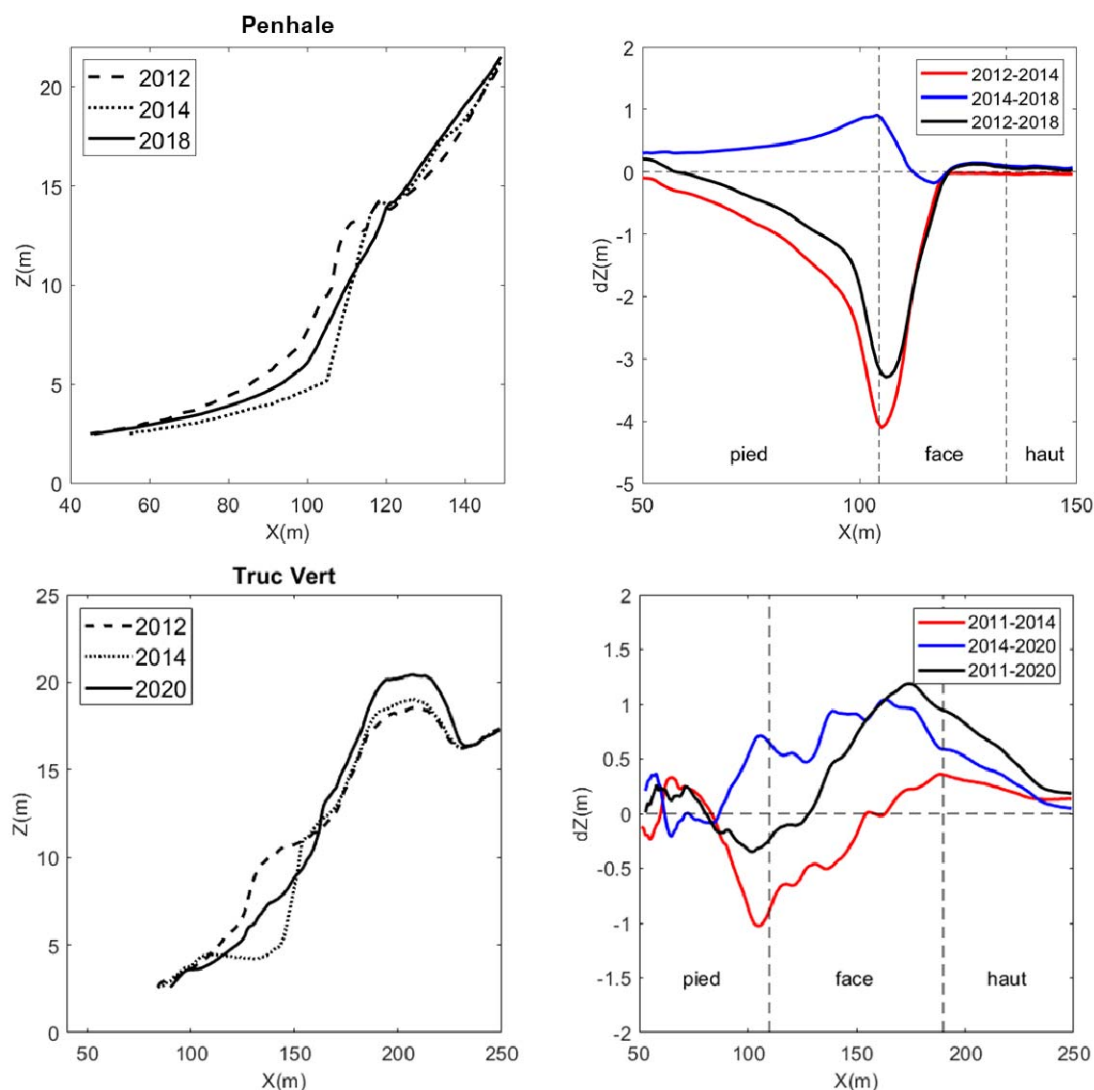 Penhale
2012
2014
2018
20
15
10
5
0
Z(m)
40 60 80 100 120 140
X(m)
2012-2014
2014-2018
2012-2018
2
1
0
-1
-2
-3
-4
-5
dZ(m)
pied face haut
50 100 150
X(m)
Truc Vert
2012
2014
2020
25
20
15
10
5
0
Z(m)
50 100 150 200 250
X(m)
2011-2014
2014-2020
2011-2020
2
1.5
1
0.5
0
-0.5
-1
-1.5
-2
dZ(m)
pied face haut
50 100 150 200 250
X(m)